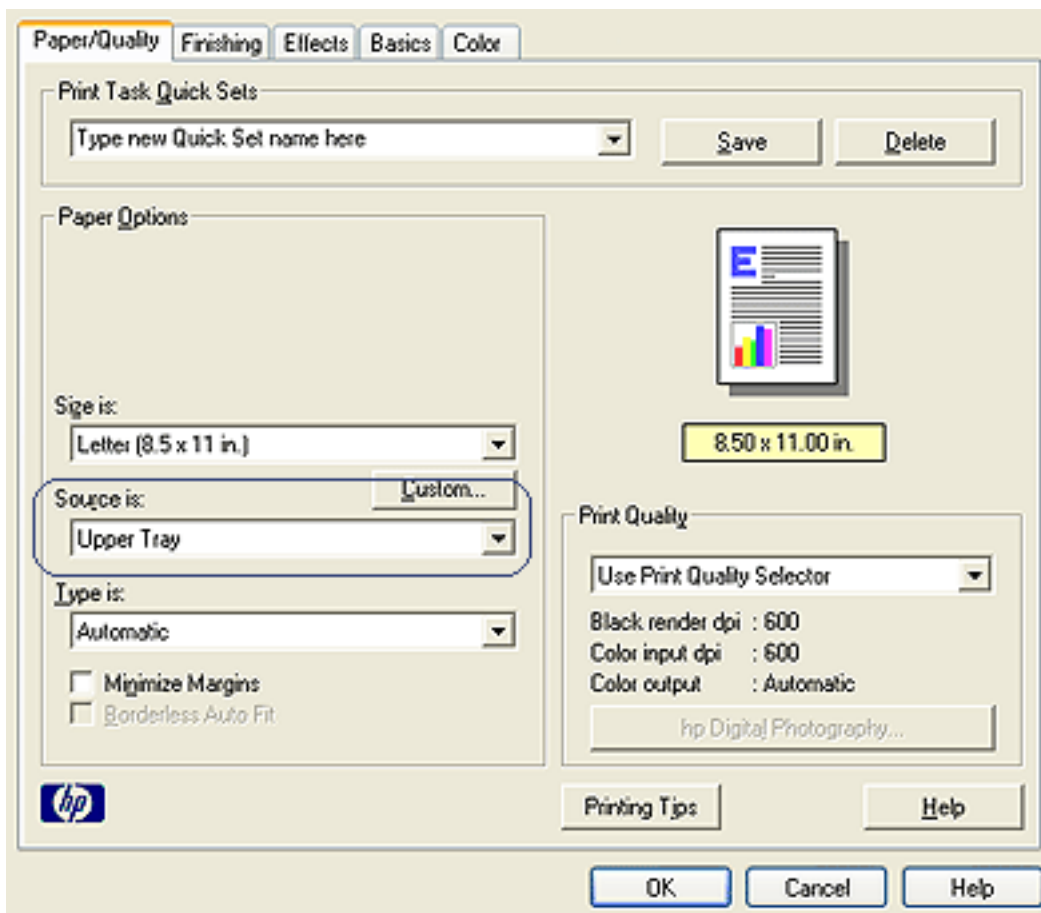 Paper/Quality Finishing Effects Basics Color
Print Task Quick Sets
Type new Quick Set name here
Save
Delete
Paper Options
E
Size is:
Letter (8.5 x 11 in.)
8.50 x 11.00 in.
Custom...
Source is:
Upper Tray
Type is:
Automatic
Minimize Margins
Borderless Auto Fit
Print Quality
Use Print Quality Selector
Black render dpi : 600
Color input dpi : 600
Color output : Automatic
hp Digital Photography...
hp
Printing Tips
Help
OK Cancel Help